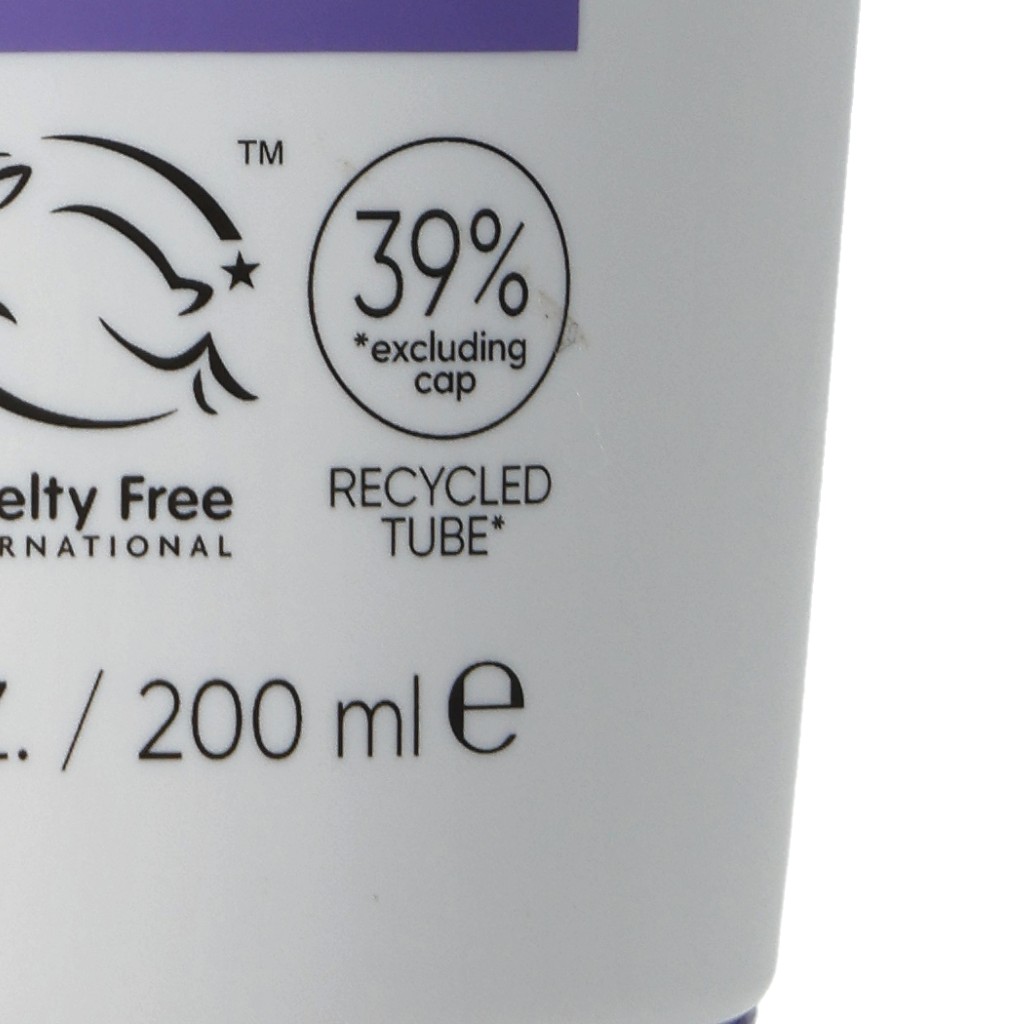 TM
39%
*excluding
cap
elty Free
RNATIONAL
RECYCLED
TUBE*
Z. / 200 ml e